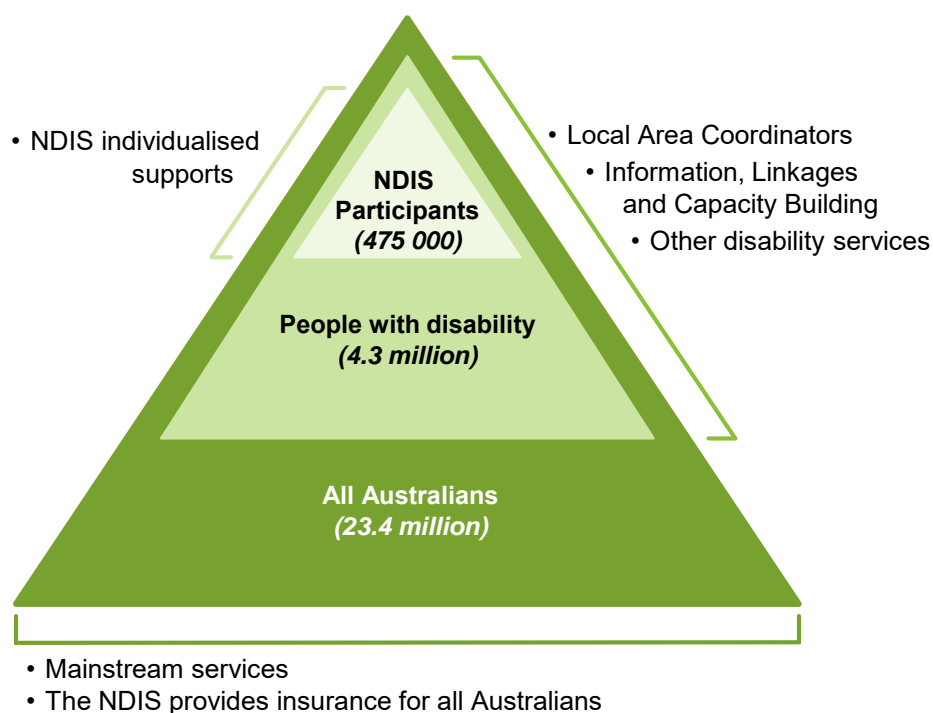 • NDIS individualised
supports
NDIS
Participants
(475 000)
• Local Area Coordinators
• Information, Linkages
and Capacity Building
• Other disability services
People with disability
(4.3 million)
All Australians
(23.4 million)
• Mainstream services
• The NDIS provides insurance for all Australians